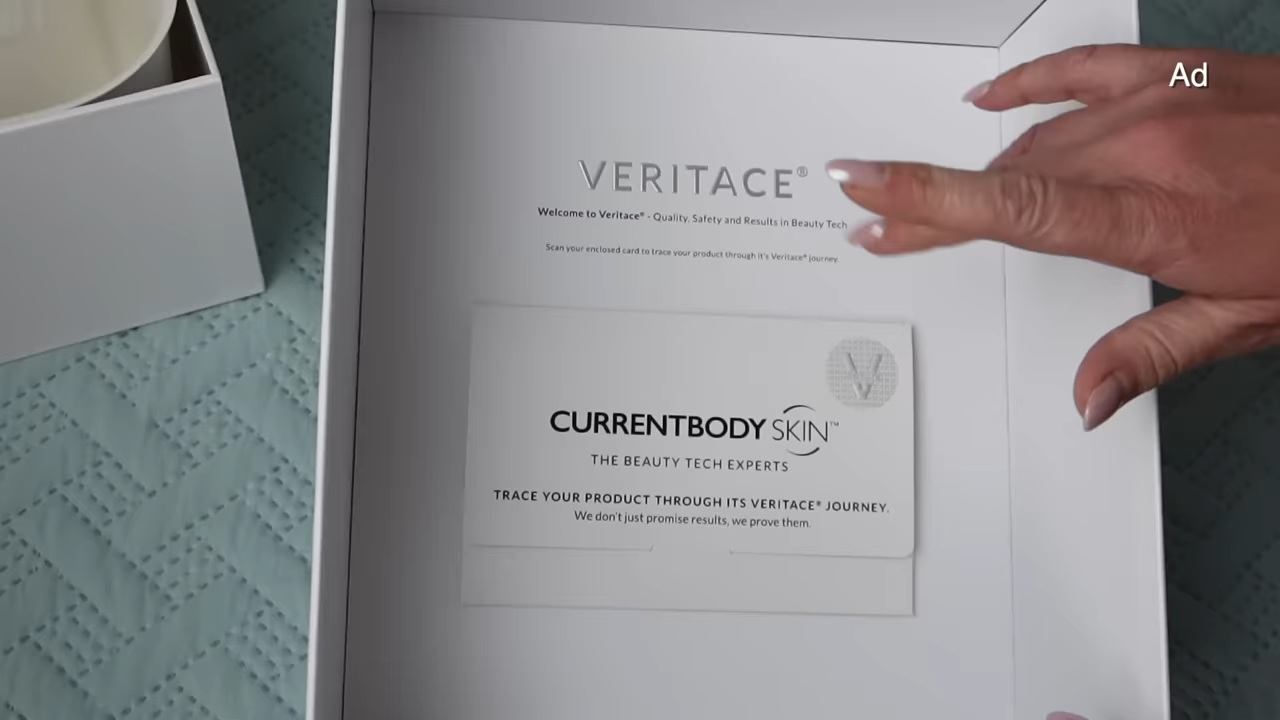 Ad
VERITACE®
Welcome to Veritace® - Quality, Safety and Results in Beauty Tech
Scan your enclosed card to trace your product through it's Veritace® journey
CURRENTBODY SKIN™
THE BEAUTY TECH EXPERTS
TRACE YOUR PRODUCT THROUGH ITS VERITACE® JOURNEY.
We don't just promise results, we prove them.